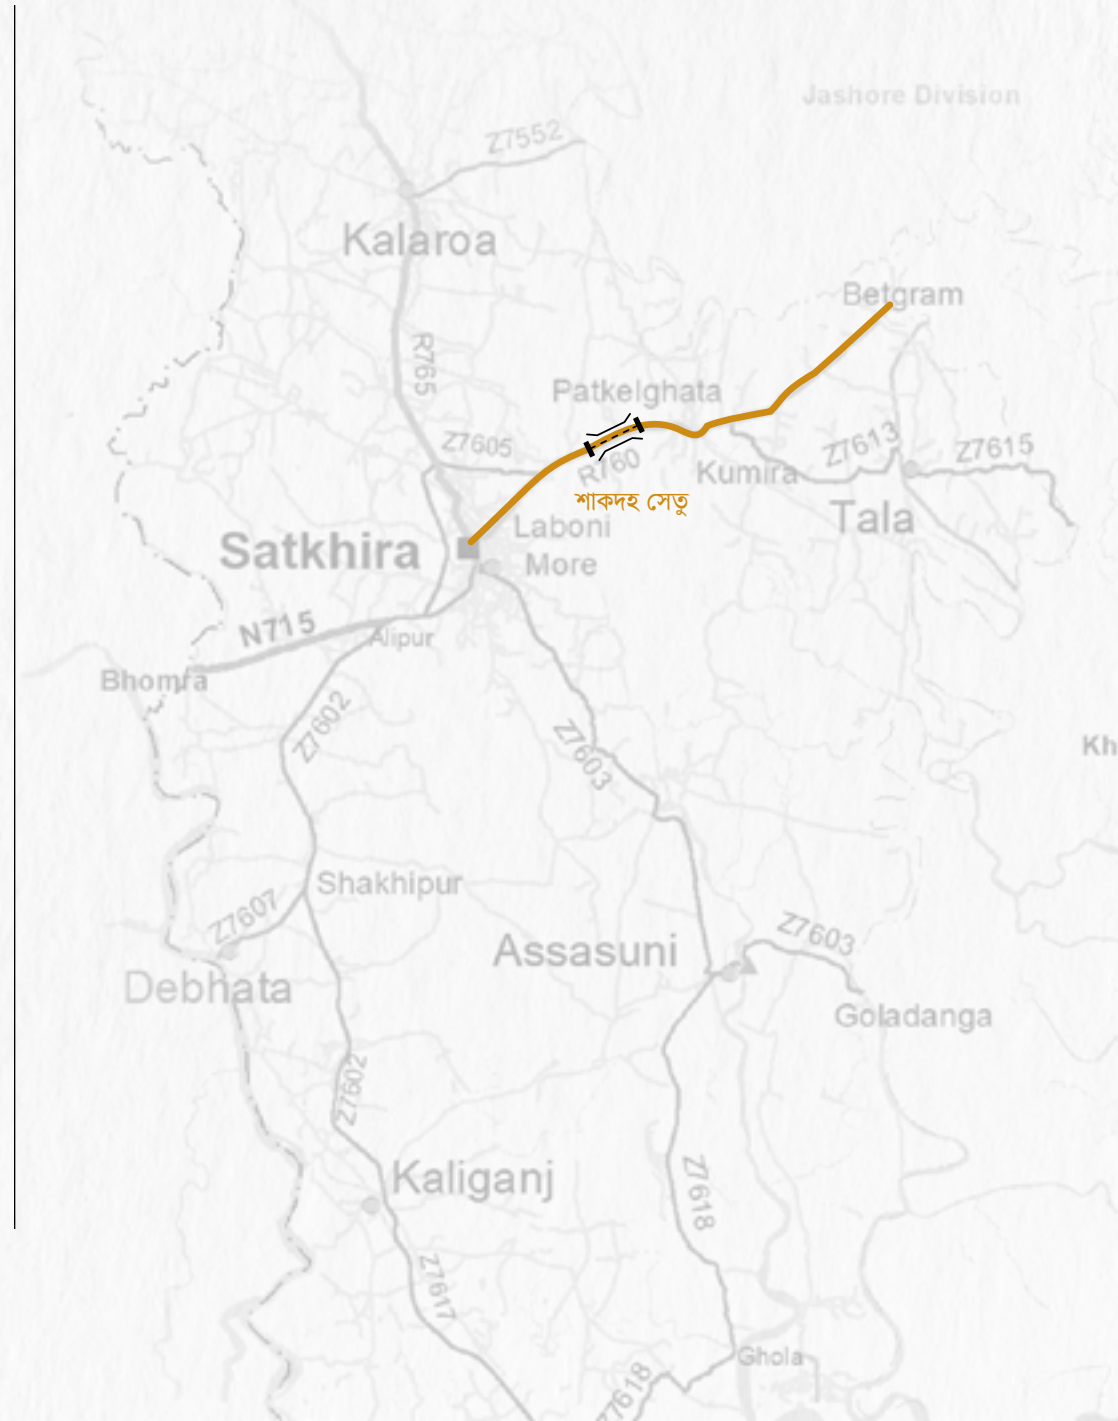 Jashore Division
Z7552
Kalaroa
Betgram
R765
Patkelghata
Z7605
R760
Kumira
Z7613
Z7615
শাকদহ সেতু
Tala
Laboni
More
Satkhira
N715
Alipur
Bhomra
Z7602
Z7603
Kh
Shakhipur
Z7607
Z7603
Assasuni
Debhata
Goladanga
Z7602
Kaliganj
Z7618
Z7617
Ghola
Z7618